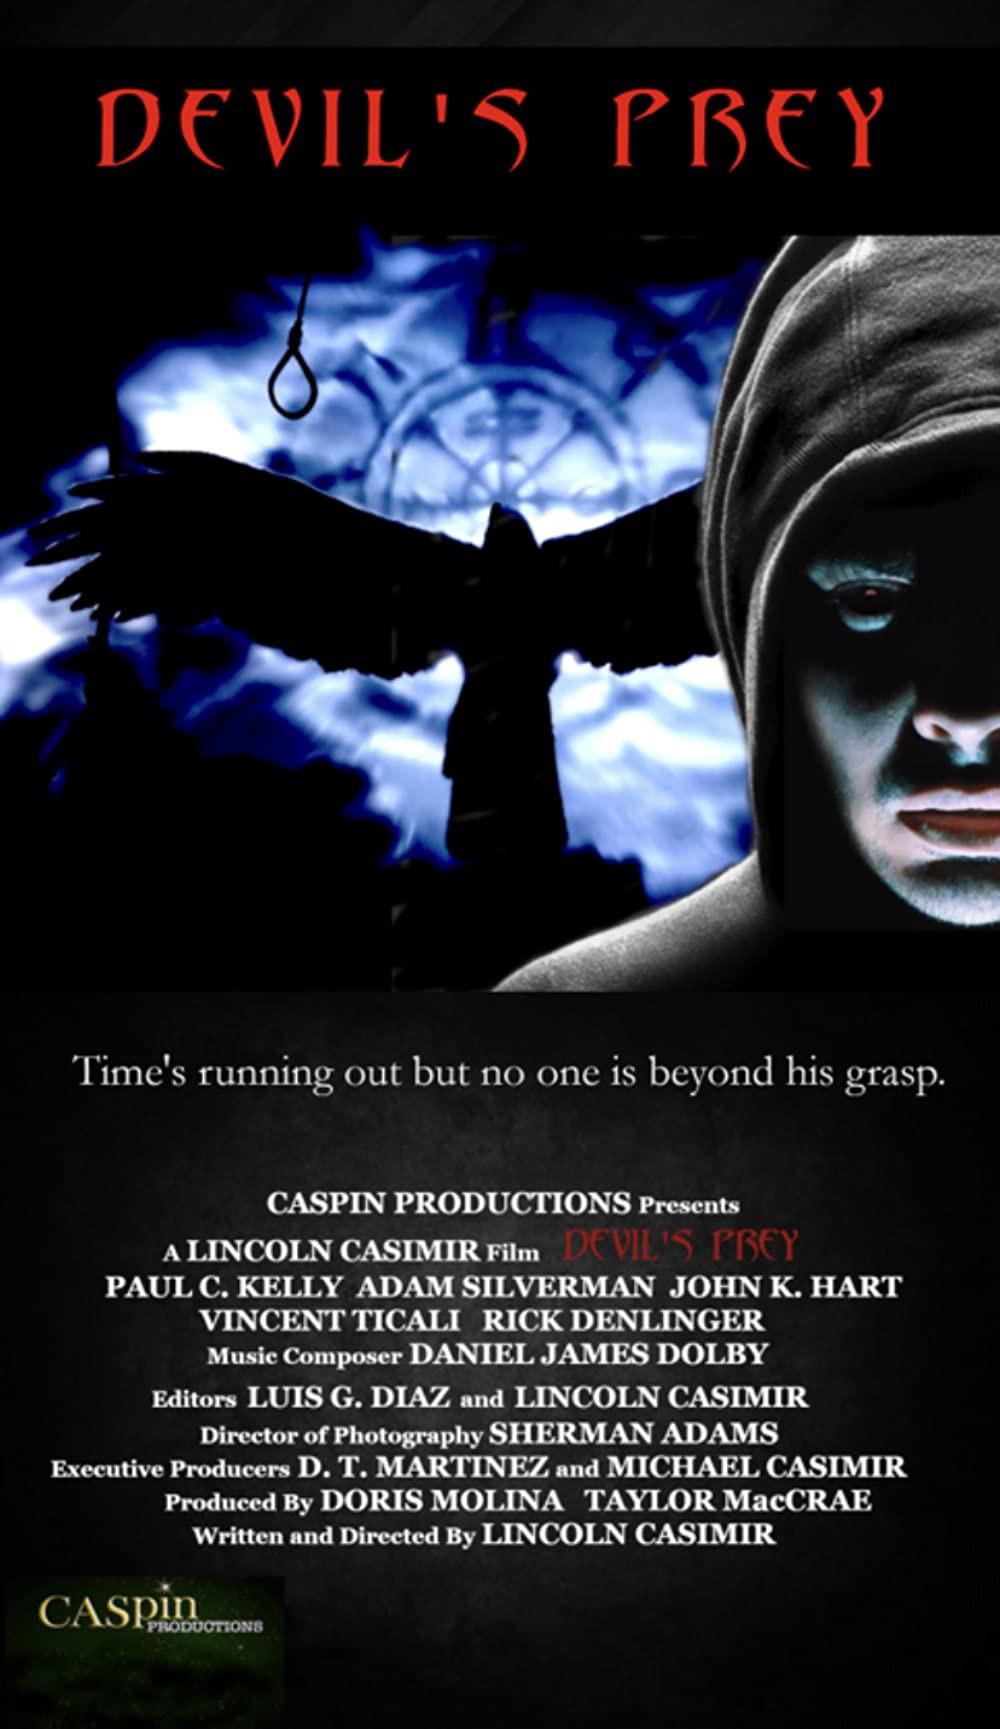 DEVIL'S PREY
Time's running out but no one is beyond his grasp.
CASPIN PRODUCTIONS Presents
A LINCOLN CASIMIR Film DEVIL'S PREY
PAUL C. KELLY ADAM SILVERMAN JOHN K. HART
VINCENT TICALI RICK DENLINGER
Music Composer DANIEL JAMES DOLBY
Editors LUIS G. DIAZ and LINCOLN CASIMIR
Director of Photography SHERMAN ADAMS
Executive Producers D. T. MARTINEZ and MICHAEL CASIMIR
Produced By DORIS MOLINA TAYLOR MacCRAE
Written and Directed By LINCOLN CASIMIR
CASpin
PRODUCTIONS